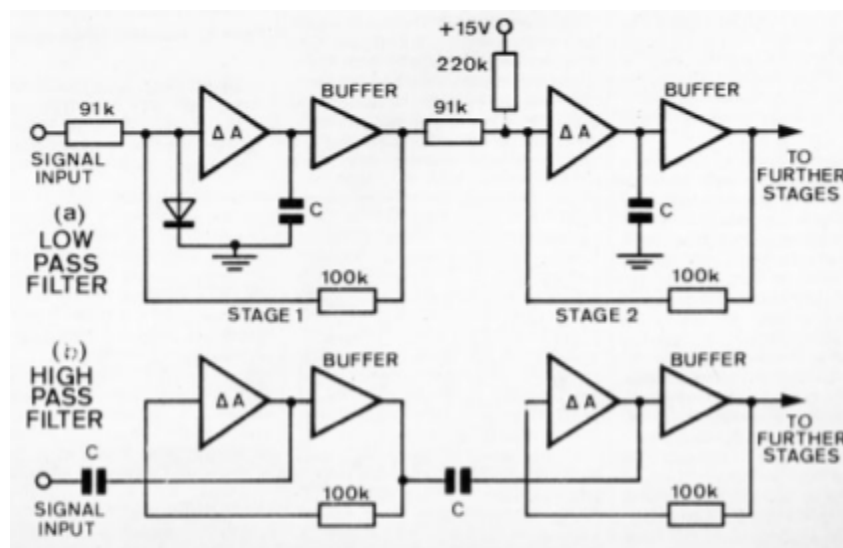 +15V
220k
91k
BUFFER
91k
BUFFER
ΔA
ΔA
SIGNAL
INPUT
TO
FURTHER
STAGES
C
C
(a)
LOW
PASS
FILTER
100k
100k
STAGE 1
STAGE 2
(b)
HIGH
PASS
FILTER
BUFFER
BUFFER
ΔA
ΔA
TO
FURTHER
STAGES
C
C
SIGNAL
INPUT
100k
100k